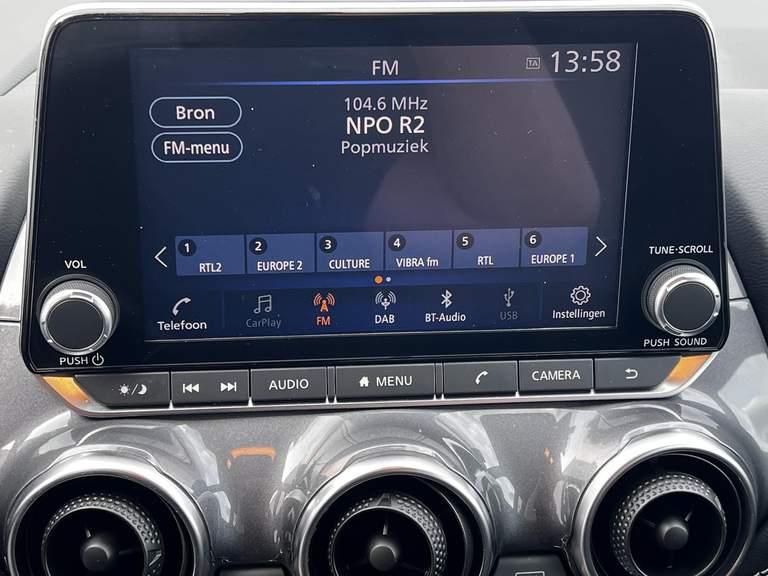 FM
TA 13:58
Bron
104.6 MHz
NPO R2
FM-menu
Popmuziek
1 RTL2
2 EUROPE 2
3 CULTURE
4 VIBRA fm
5 RTL
6 EUROPE 1
VOL
TUNE·SCROLL
Telefoon
CarPlay
FM
DAB
BT-Audio
USB
Instellingen
PUSH
PUSH SOUND
AUDIO
MENU
CAMERA